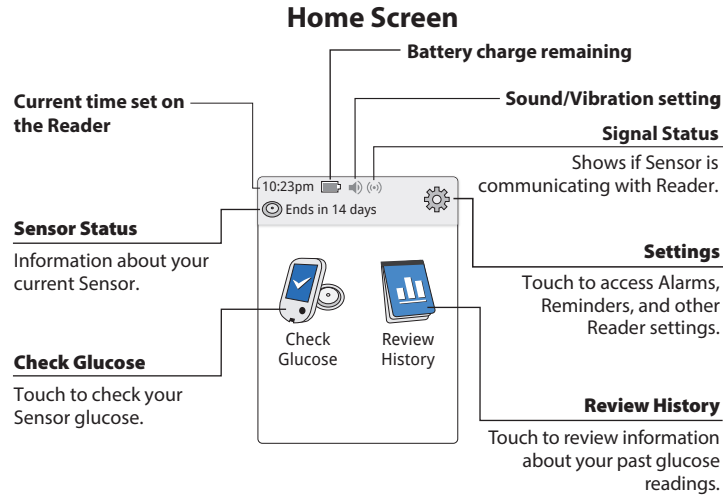 Home Screen
Battery charge remaining
Current time set on
the Reader
Sound/Vibration setting
Signal Status
Shows if Sensor is
communicating with Reader.
10:23pm
Ends in 14 days
Sensor Status
Information about your
current Sensor.
Settings
Touch to access Alarms,
Reminders, and other
Reader settings.
Check
Glucose
Review
History
Check Glucose
Touch to check your
Sensor glucose.
Review History
Touch to review information
about your past glucose
readings.